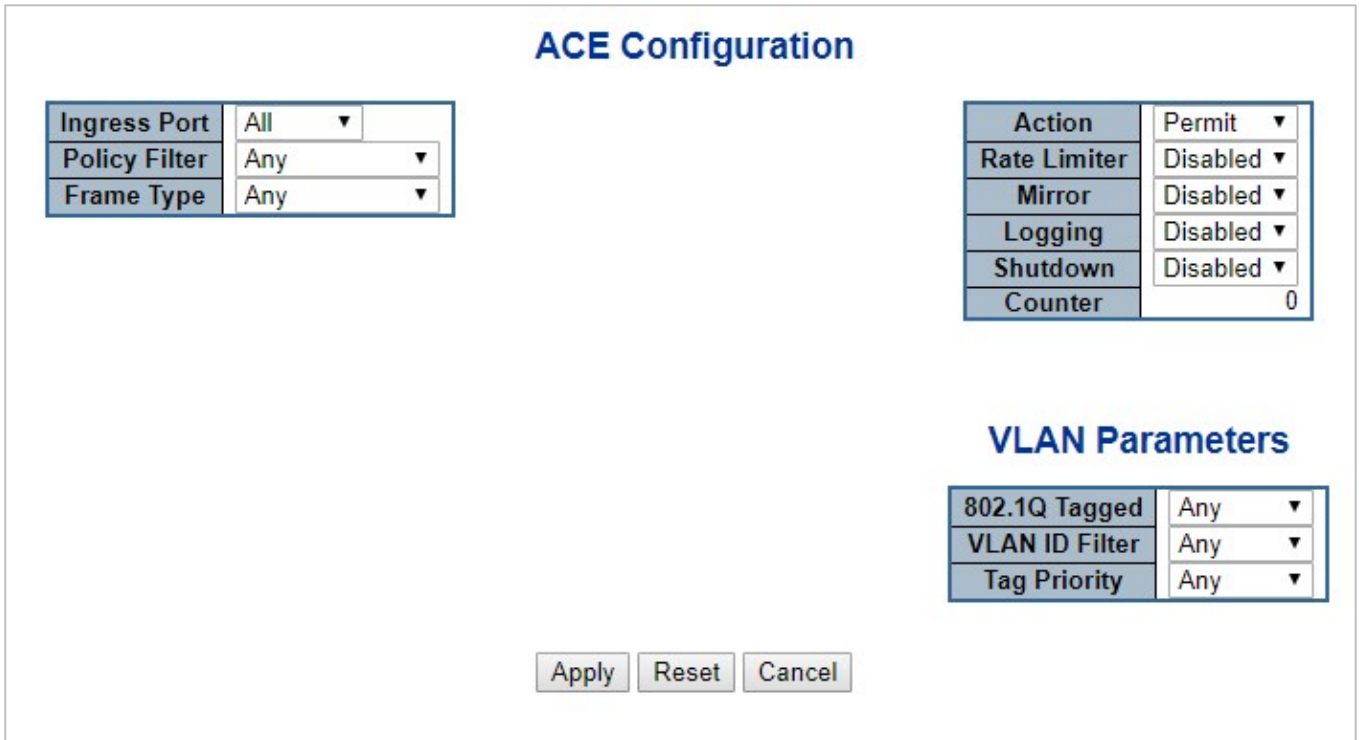 ACE Configuration
Ingress Port All
Policy Filter Any
Frame Type Any
Action Permit
Rate Limiter Disabled
Mirror Disabled
Logging Disabled
Shutdown Disabled
Counter 0
VLAN Parameters
802.1Q Tagged Any
VLAN ID Filter Any
Tag Priority Any
Apply Reset Cancel